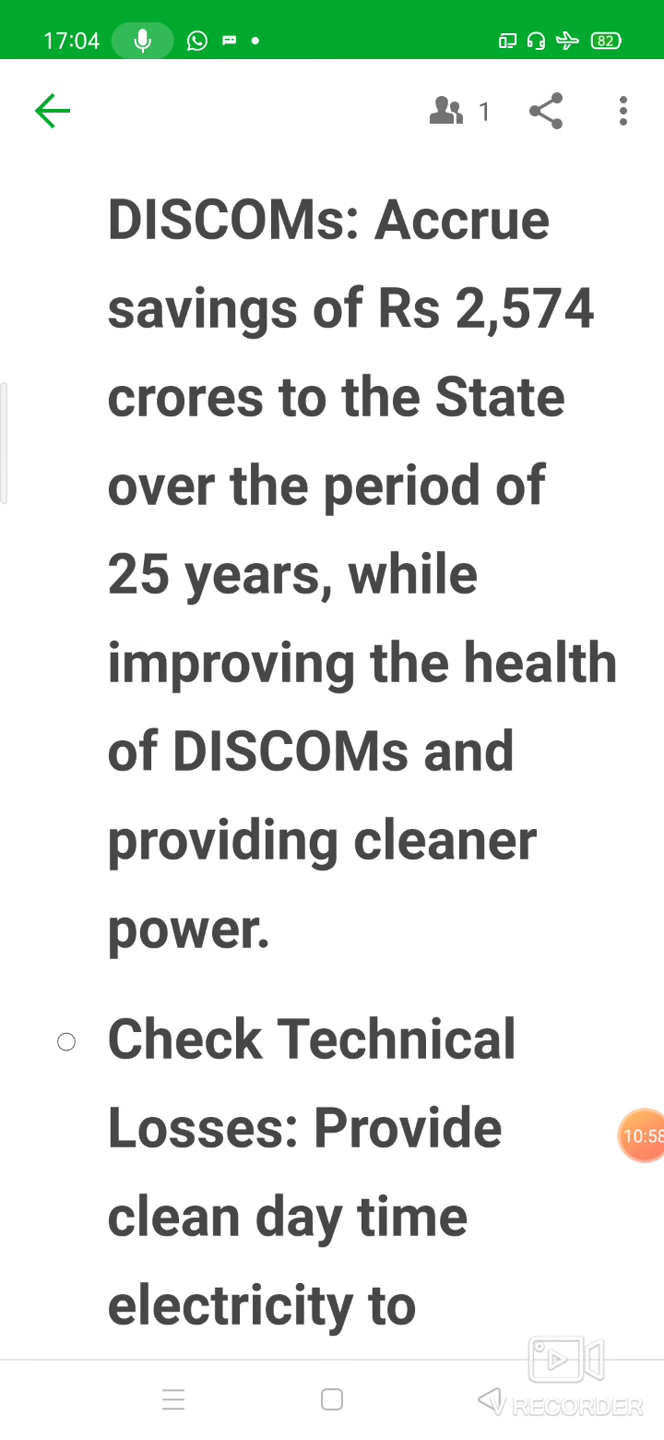 17:04
82
1
DISCOMs: Accrue
savings of Rs 2,574
crores to the State
over the period of
25 years, while
improving the health
of DISCOMs and
providing cleaner
power.
Check Technical
Losses: Provide
10:58
clean day time
electricity to
V RECORDER